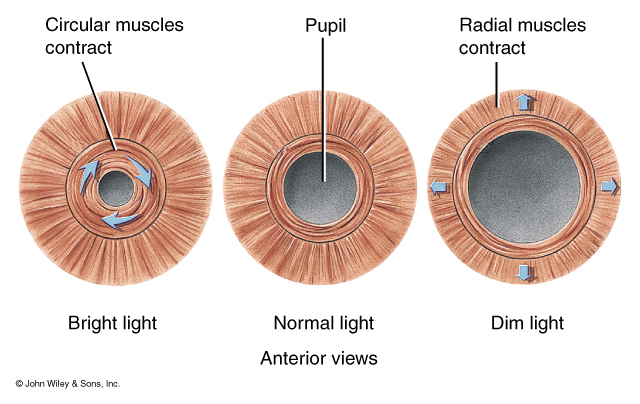 Circular muscles
contract
Pupil
Radial muscles
contract
Bright light
Normal light
Dim light
Anterior views
© John Wiley & Sons, Inc.